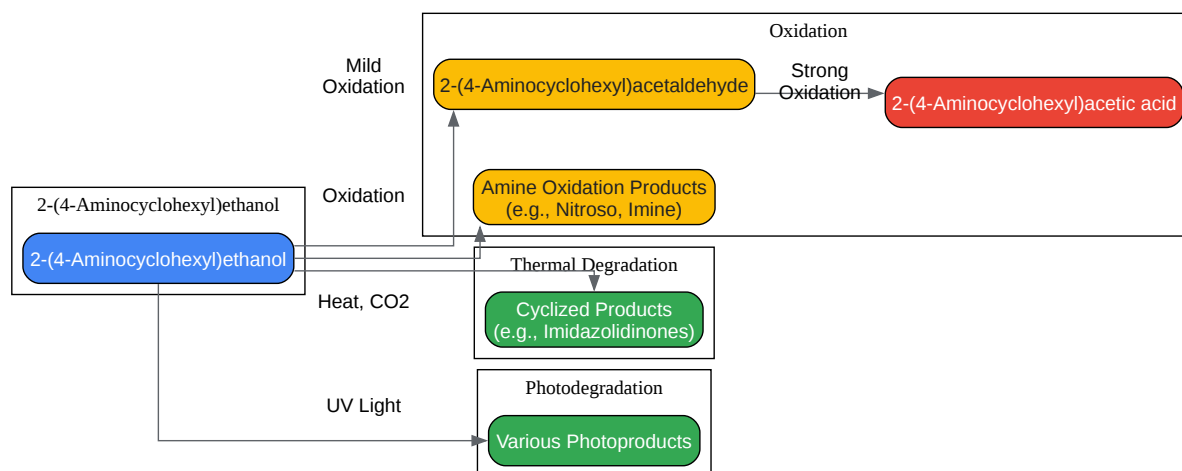 Oxidation
Mild
Oxidation
2-(4-Aminocyclohexyl)acetaldehyde
Strong
Oxidation
2-(4-Aminocyclohexyl)acetic acid
Oxidation
Amine Oxidation Products
(e.g., Nitroso, Imine)
2-(4-Aminocyclohexyl)ethanol
2-(4-Aminocyclohexyl)ethanol
Thermal Degradation
Heat, CO2
Cyclized Products
(e.g., Imidazolidinones)
Photodegradation
UV Light
Various Photoproducts